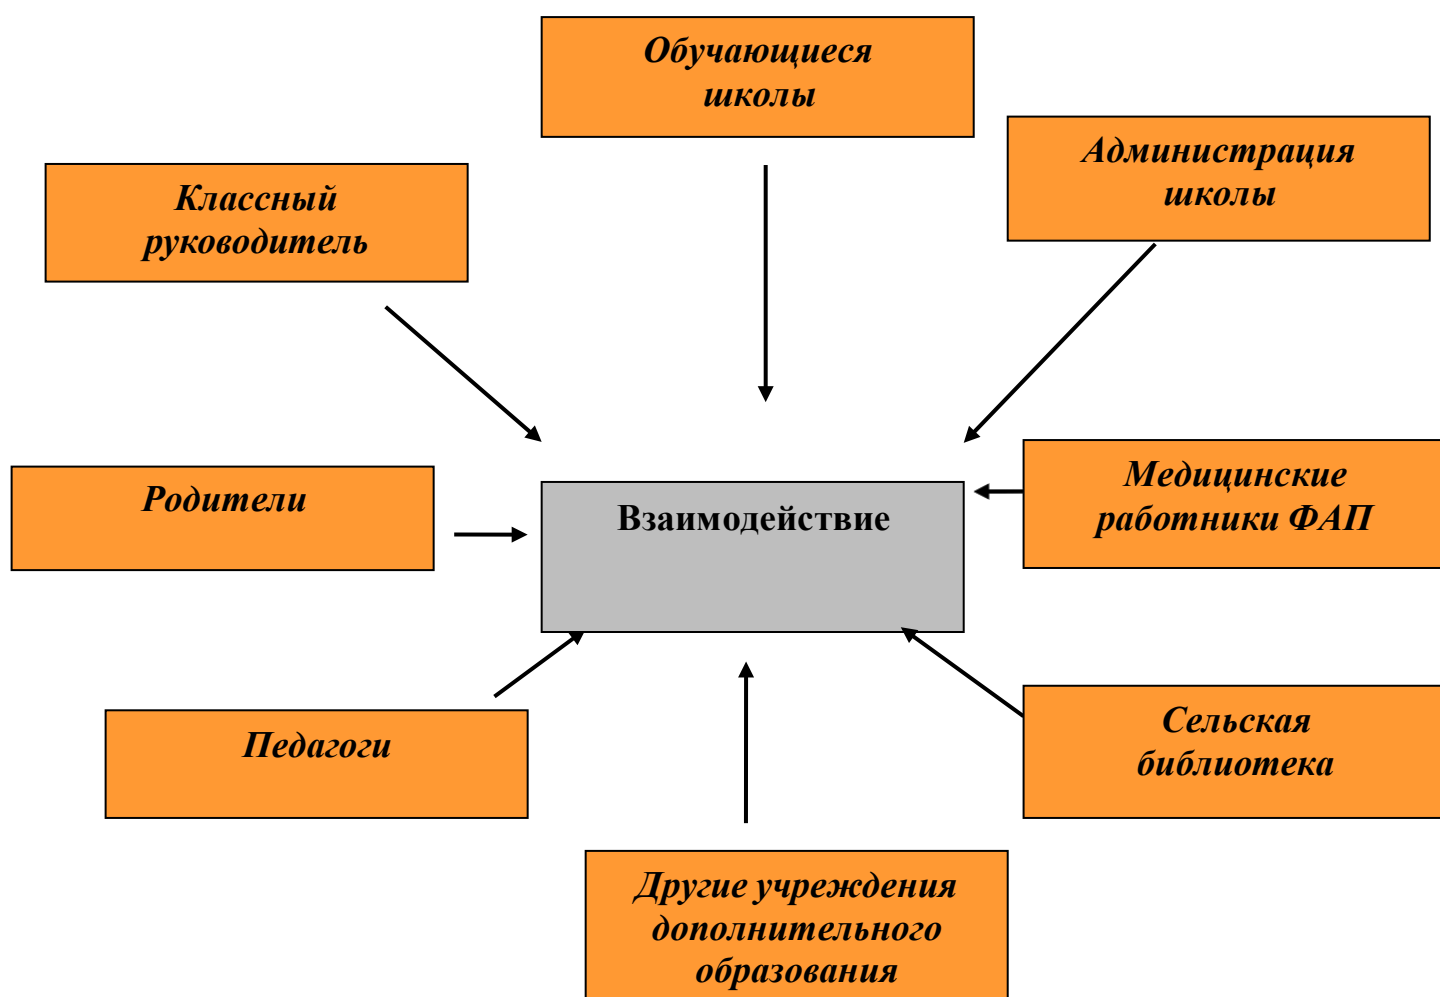 Обучающиеся
школы
Администрация
школы
Классный
руководитель
Медицинские
работники ФАП
Родители
Взаимодействие
Сельская
библиотека
Педагоги
Другие учреждения
дополнительного
образования